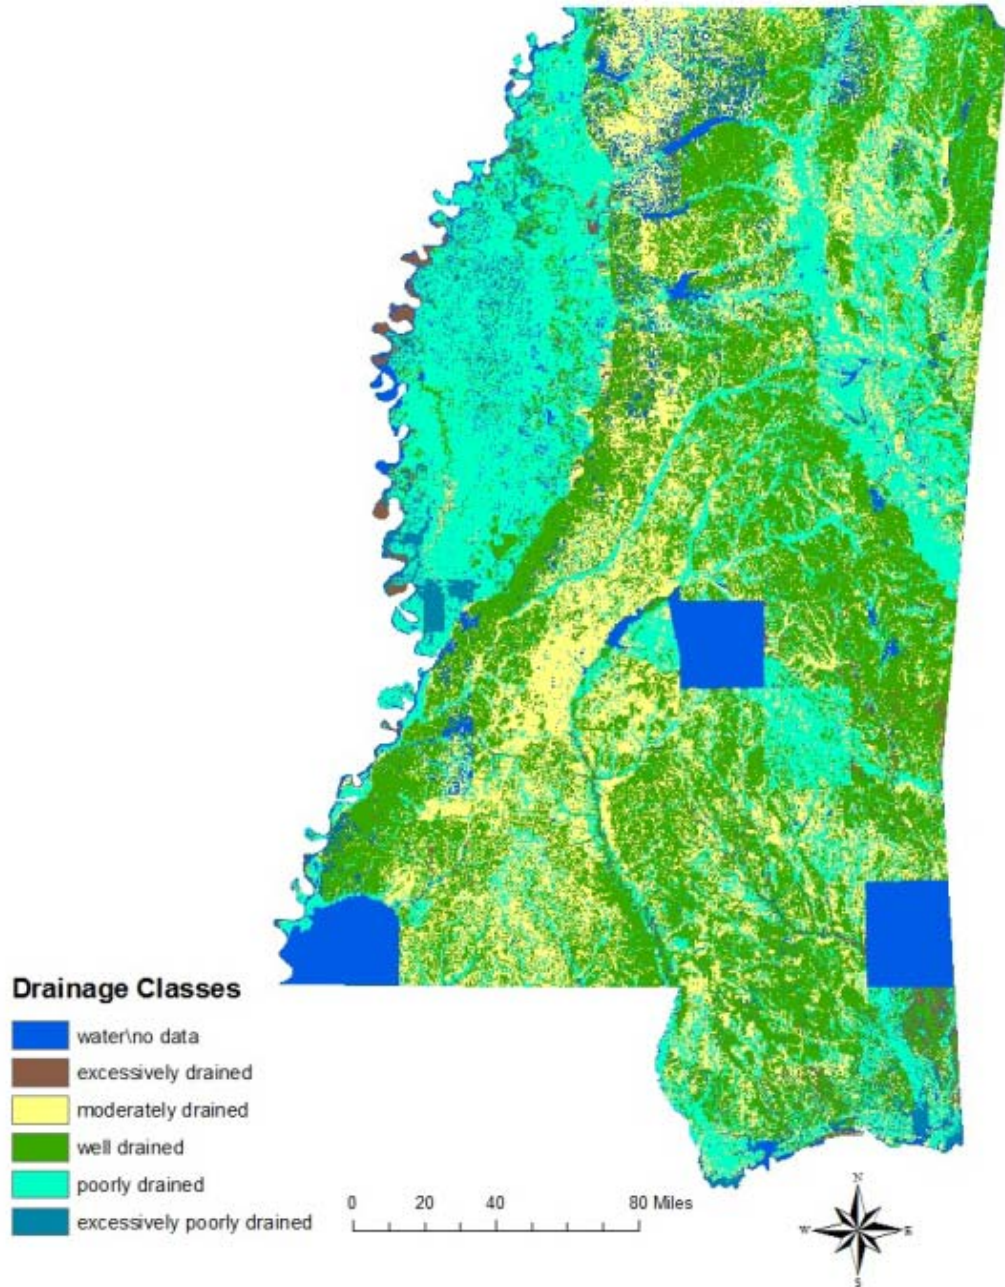 Drainage Classes
water\no data
excessively drained
moderately drained
well drained
poorly drained
excessively poorly drained
0 20 40 80 Miles
N
W E
S